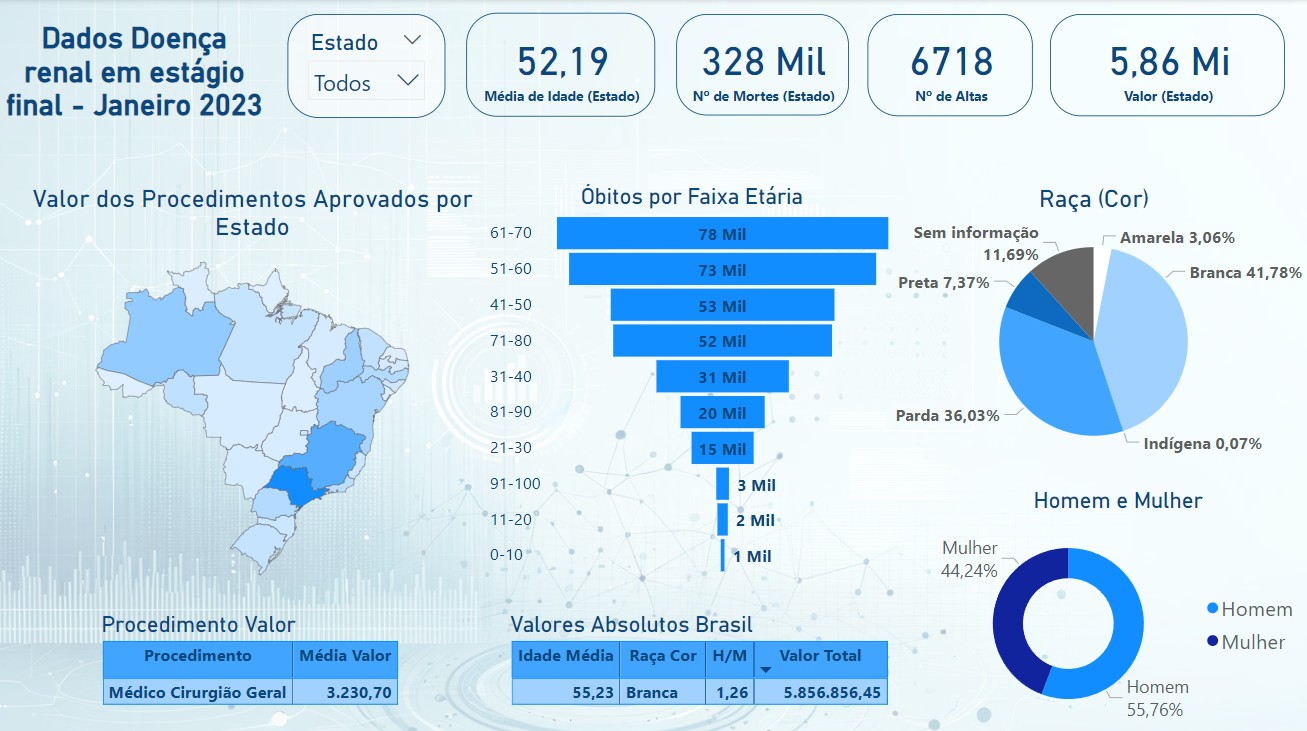 Dados Doença
renal em estágio
final - Janeiro 2023
Estado
Todos
52,19
Média de Idade (Estado)
328 Mil
Nº de Mortes (Estado)
6718
Nº de Altas
5,86 Mi
Valor (Estado)
Valor dos Procedimentos Aprovados por
Estado
Óbitos por Faixa Etária
61-70 78 Mil
51-60 73 Mil
41-50 53 Mil
71-80 52 Mil
31-40 31 Mil
81-90 20 Mil
21-30 15 Mil
91-100 3 Mil
11-20 2 Mil
0-10 1 Mil
Raça (Cor)
Sem informação
11,69%
Amarela 3,06%
Branca 41,78%
Preta 7,37%
Parda 36,03%
Indígena 0,07%
Homem e Mulher
Mulher
44,24%
Homem
Mulher
Homem
55,76%
Procedimento Valor
Procedimento Média Valor
Médico Cirurgião Geral 3.230,70
Valores Absolutos Brasil
Idade Média Raça Cor H/M Valor Total
55,23 Branca 1,26 5.856.856,45